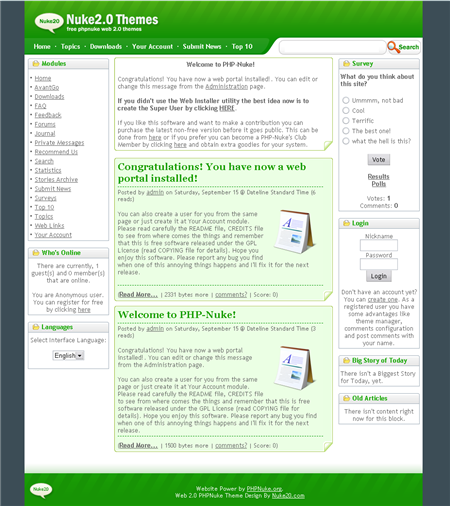 Nuke20
Nuke2.0 Themes
free phpnuke web 2.0 themes
Home · Topics · Downloads · Your Account · Submit News · Top 10
Search
Modules
Home
AvantGo
Downloads
FAQ
Feedback
Forums
Journal
Private Messages
Recommend Us
Search
Statistics
Stories Archive
Submit News
Surveys
Top 10
Topics
Web Links
Your Account
Who's Online
There are currently, 1
guest(s) and 0 member(s)
that are online.
You are Anonymous user.
You can register for free
by clicking here
Languages
Select Interface Language:
English
Welcome to PHP-Nuke!
Congratulations! You have now a web portal installed!. You can edit or
change this message from the Administration page.
If you didn't use the Web Installer utility the best idea now is to
create the Super User by clicking HERE.
If you like this software and want to make a contribution you can
purchase the latest non-free version before it goes public. This can be
done from here or if you prefer you can become a PHP-Nuke's Club
Member by clicking here and obtain extra goodies for your system.
Congratulations! You have now a web
portal installed!
Posted by admin on Saturday, September 15 @ Dateline Standard Time (6
reads)
You can also create a user for you from the same
page or just create it at Your Account module.
Please read carefully the README file, CREDITS file
to see from where comes the things and remember
that this is free software released under the GPL
License (read COPYING file for details). Hope you
enjoy this software. Please report any bug you find
when one of this annoying things happens and I'll fix it for the next
release.
(Read More... | 2331 bytes more | comments? | Score: 0)
Welcome to PHP-Nuke!
Posted by admin on Saturday, September 15 @ Dateline Standard Time (3
reads)
Congratulations! You have now a web portal
installed!. You can edit or change this message
from the Administration page.
You can also create a user for you from the same
page or just create it at Your Account module.
Please read carefully the README file, CREDITS file
to see from where comes the things and remember that this is free
software released under the GPL License (read COPYING file for
details). Hope you enjoy this software. Please report any bug you find
when one of this annoying things happens and I'll fix it for the next
release.
(Read More... | 1500 bytes more | comments? | Score: 0)
Survey
What do you think about
this site?
Ummmm, not bad
Cool
Terrific
The best one!
what the hell is this?
Vote
Results
Polls
Votes: 1
Comments: 0
Login
Nickname
Password
Login
Don't have an account yet?
You can create one. As a
registered user you have
some advantages like
theme manager,
comments configuration
and post comments with
your name.
Big Story of Today
There isn't a Biggest Story
for Today, yet.
Old Articles
There isn't content right
now for this block.
Nuke20
Website Power by PHPNuke.org.
Web 2.0 PHPNuke Theme Design By Nuke20.com